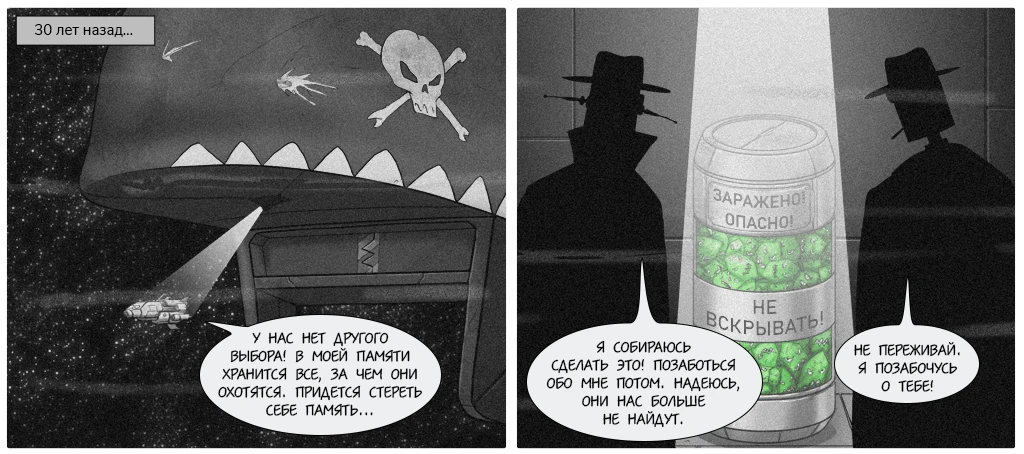 30 лет назад...
У НАС НЕТ ДРУГОГО
ВЫБОРА! В МОЕЙ ПАМЯТИ
ХРАНИТСЯ ВСЕ, ЗА ЧЕМ ОНИ
ОХОТЯТСЯ. ПРИДЕТСЯ СТЕРЕТЬ
СЕБЕ ПАМЯТЬ...
ЗАРАЖЕНО!
ОПАСНО!
НЕ
ВСКРЫВАТЬ!
Я СОБИРАЮСЬ
СДЕЛАТЬ ЭТО! ПОЗАБОТЬСЯ
ОБО МНЕ ПОТОМ. НАДЕЮСЬ,
ОНИ НАС БОЛЬШЕ
НЕ НАЙДУТ.
НЕ ПЕРЕЖИВАЙ.
Я ПОЗАБОЧУСЬ
О ТЕБЕ!